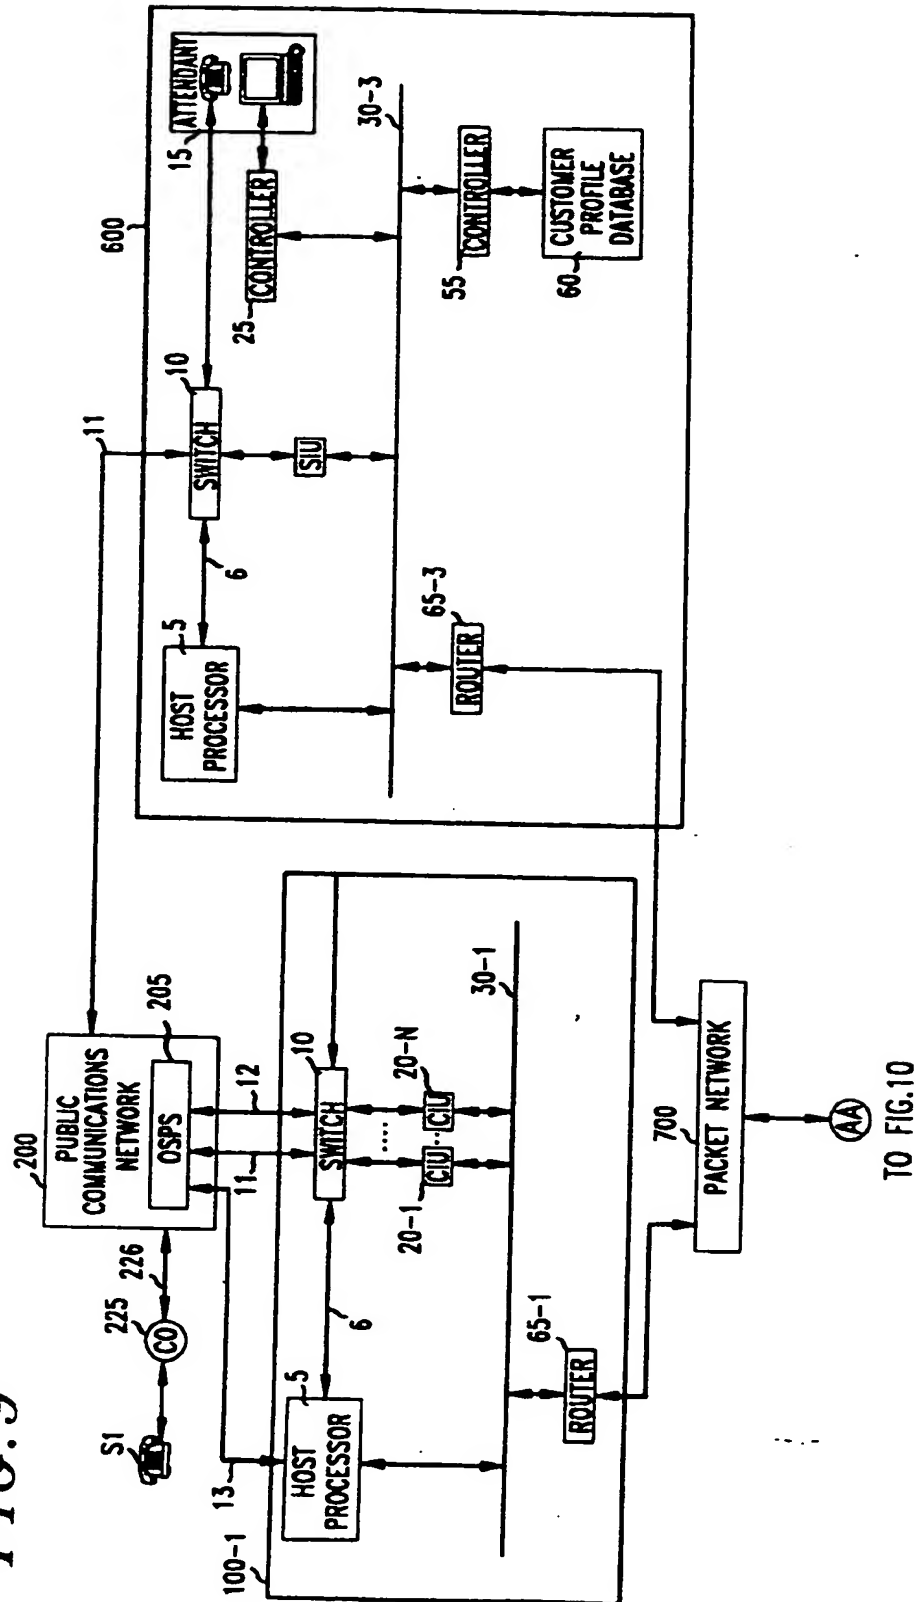 FIG. 9
S1
225
CO
226
200
PUBLIC
COMMUNICATIONS
NETWORK
OSPS
205
11
600
13
11
12
100-1
5
HOST
PROCESSOR
6
10
SWITCH
20-1
CIU
.....
..
CIU
20-N
30-1
65-1
ROUTER
5
HOST
PROCESSOR
6
10
SWITCH
SIU
15
ATTENDANY
25
CONTROLLER
30-3
65-3
ROUTER
55
CONTROLLER
60
CUSTOMER
PROFILE
DATABASE
700
PACKET NETWORK
AA
TO FIG.10